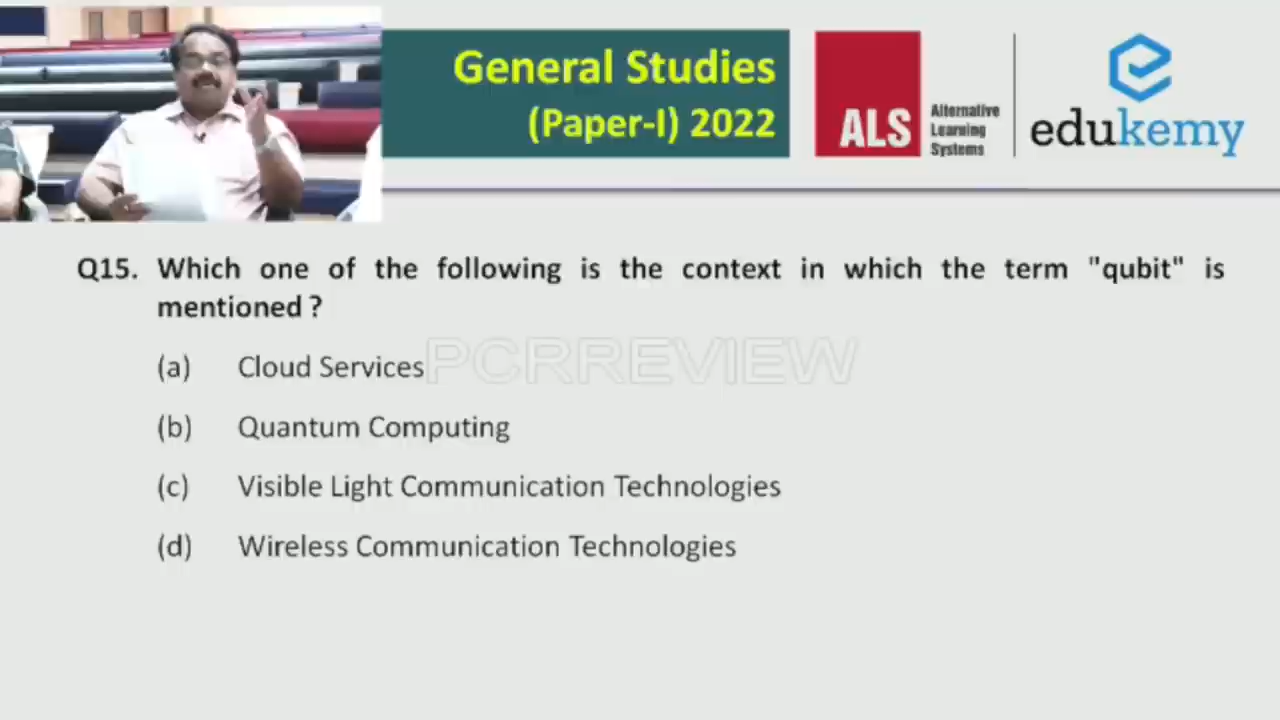 General Studies
(Paper-I) 2022
ALS
Alternative
Learning
Systems
edukemy
Q15. Which one of the following is the context in which the term "qubit" is
mentioned ?
PCRREVIEW
(a) Cloud Services
(b) Quantum Computing
(c) Visible Light Communication Technologies
(d) Wireless Communication Technologies